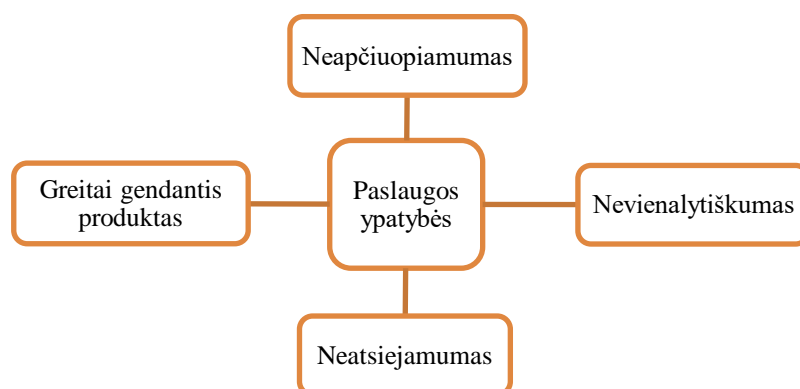 Neapčiuopiamumas
Greitai gendantis
produktas
Paslaugos
ypatybės
Nevienalytiškumas
Neatsiejamumas